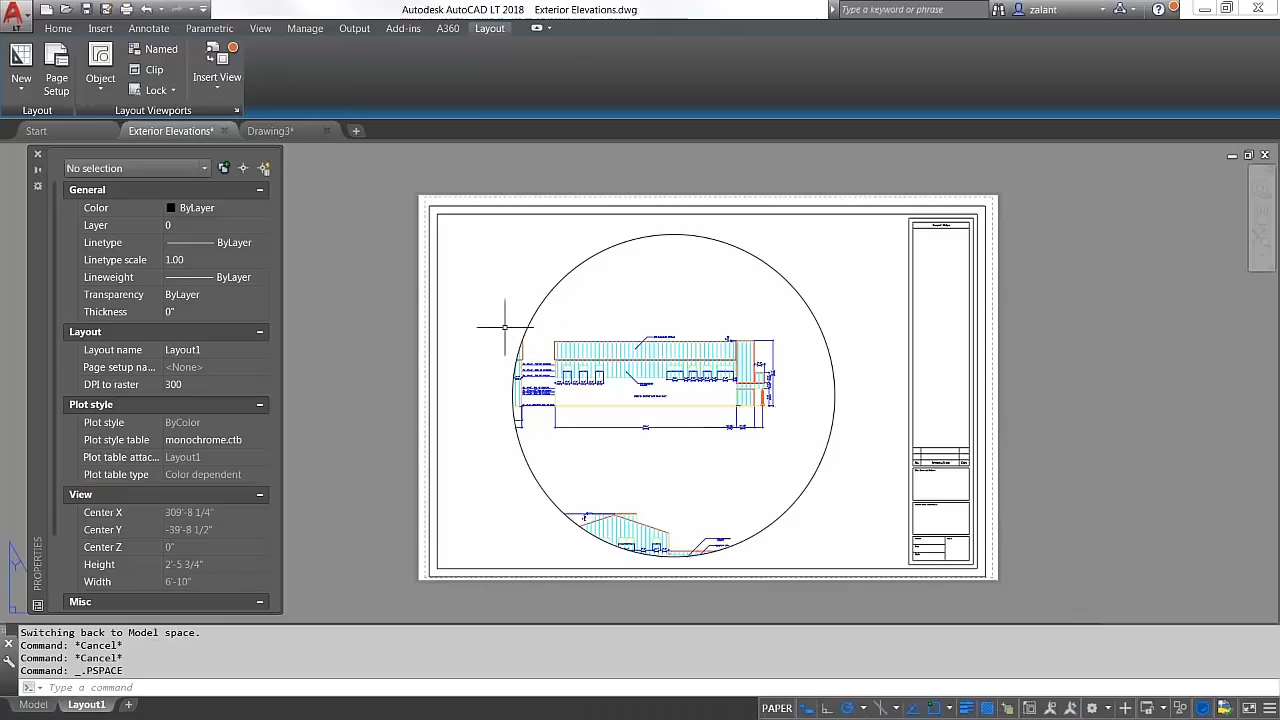 Autodesk AutoCAD LT 2018 Exterior Elevations.dwg
Type a keyword or phrase
zalant
LT
Home Insert Annotate Parametric View Manage Output Add-ins A360 Layout
New
Page
Setup
Object
Named
Clip
Lock
Insert View
Layout
Layout Viewports
Start
Exterior Elevations*
Drawing3*
No selection
General
Color ByLayer
Layer 0
Linetype ByLayer
Linetype scale 1.00
Lineweight ByLayer
Transparency ByLayer
Thickness 0"
Layout
Layout name Layout1
Page setup na... <None>
DPI to raster 300
Plot style
Plot style ByColor
Plot style table monochrome.ctb
Plot table attac... Layout1
Plot table type Color dependent
View
Center X 309'-8 1/4"
Center Y -39'-8 1/2"
Center Z 0"
Height 2'-5 3/4"
Width 6'-10"
Misc
PROPERTIES
Switching back to Model space.
Command: *Cancel*
Command: *Cancel*
Command: _.PSPACE
Type a command
Model Layout1
PAPER